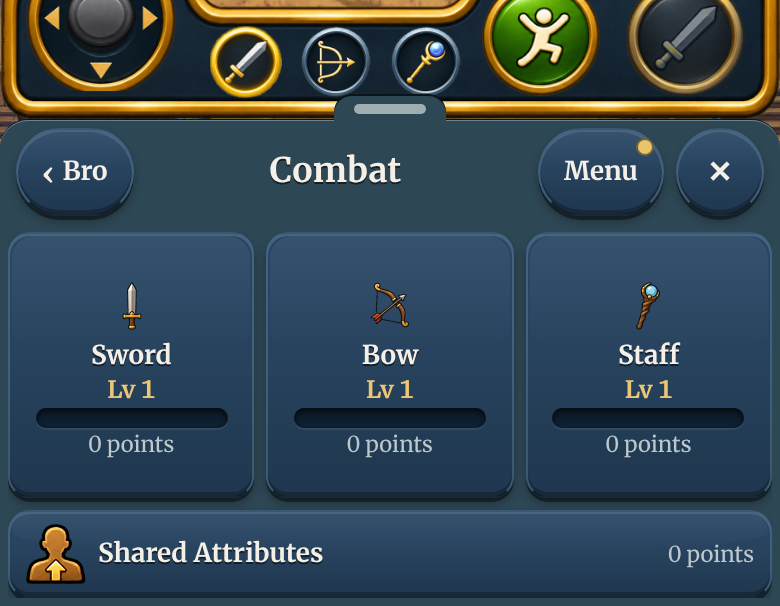 ‹ Bro
Combat
Menu
×
Sword
Lv 1
0 points
Bow
Lv 1
0 points
Staff
Lv 1
0 points
Shared Attributes
0 points